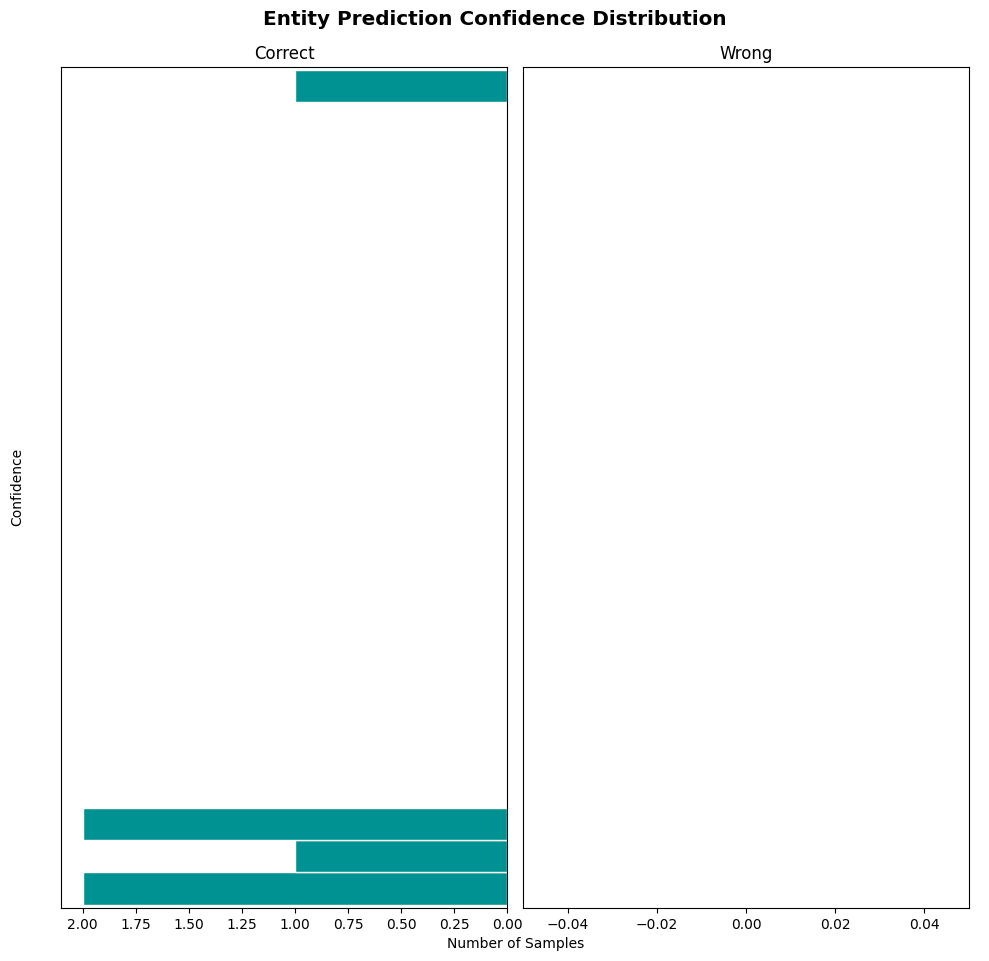 Entity Prediction Confidence Distribution
Correct
Wrong
Confidence
2.00 1.75 1.50 1.25 1.00 0.75 0.50 0.25 0.00
−0.04 −0.02 0.00 0.02 0.04
Number of Samples